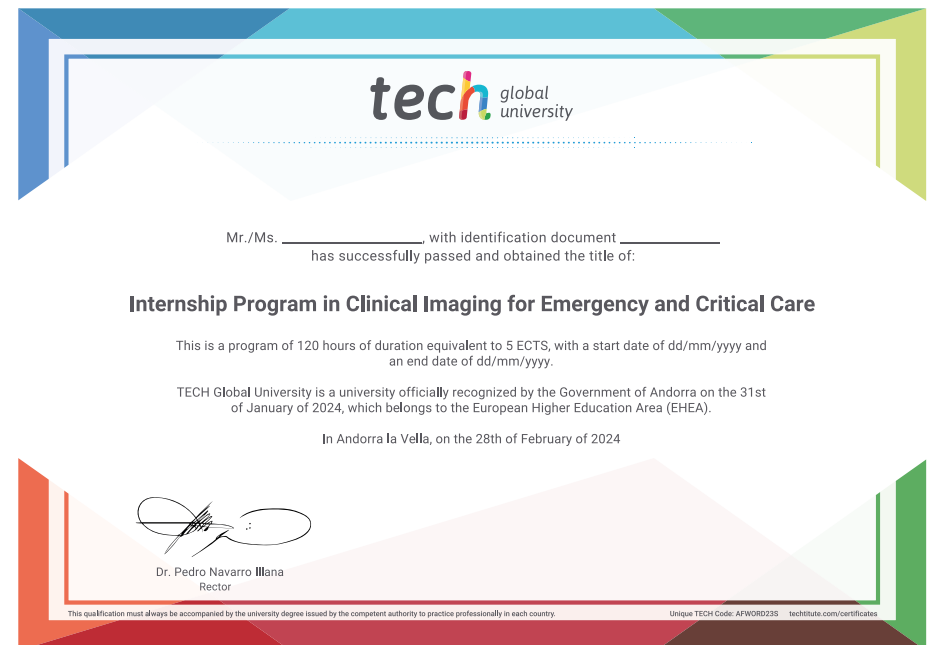 tech global university
Mr./Ms. ____________________, with identification document ______________
has successfully passed and obtained the title of:
Internship Program in Clinical Imaging for Emergency and Critical Care
This is a program of 120 hours of duration equivalent to 5 ECTS, with a start date of dd/mm/yyyy and
an end date of dd/mm/yyyy.
TECH Global University is a university officially recognized by the Government of Andorra on the 31st
of January of 2024, which belongs to the European Higher Education Area (EHEA).
In Andorra la Vella, on the 28th of February of 2024
Dr. Pedro Navarro Illana
Rector
This qualification must always be accompanied by the university degree issued by the competent authority to practice professionally in each country.
Unique TECH Code: AFWORD23S techtitute.com/certificates